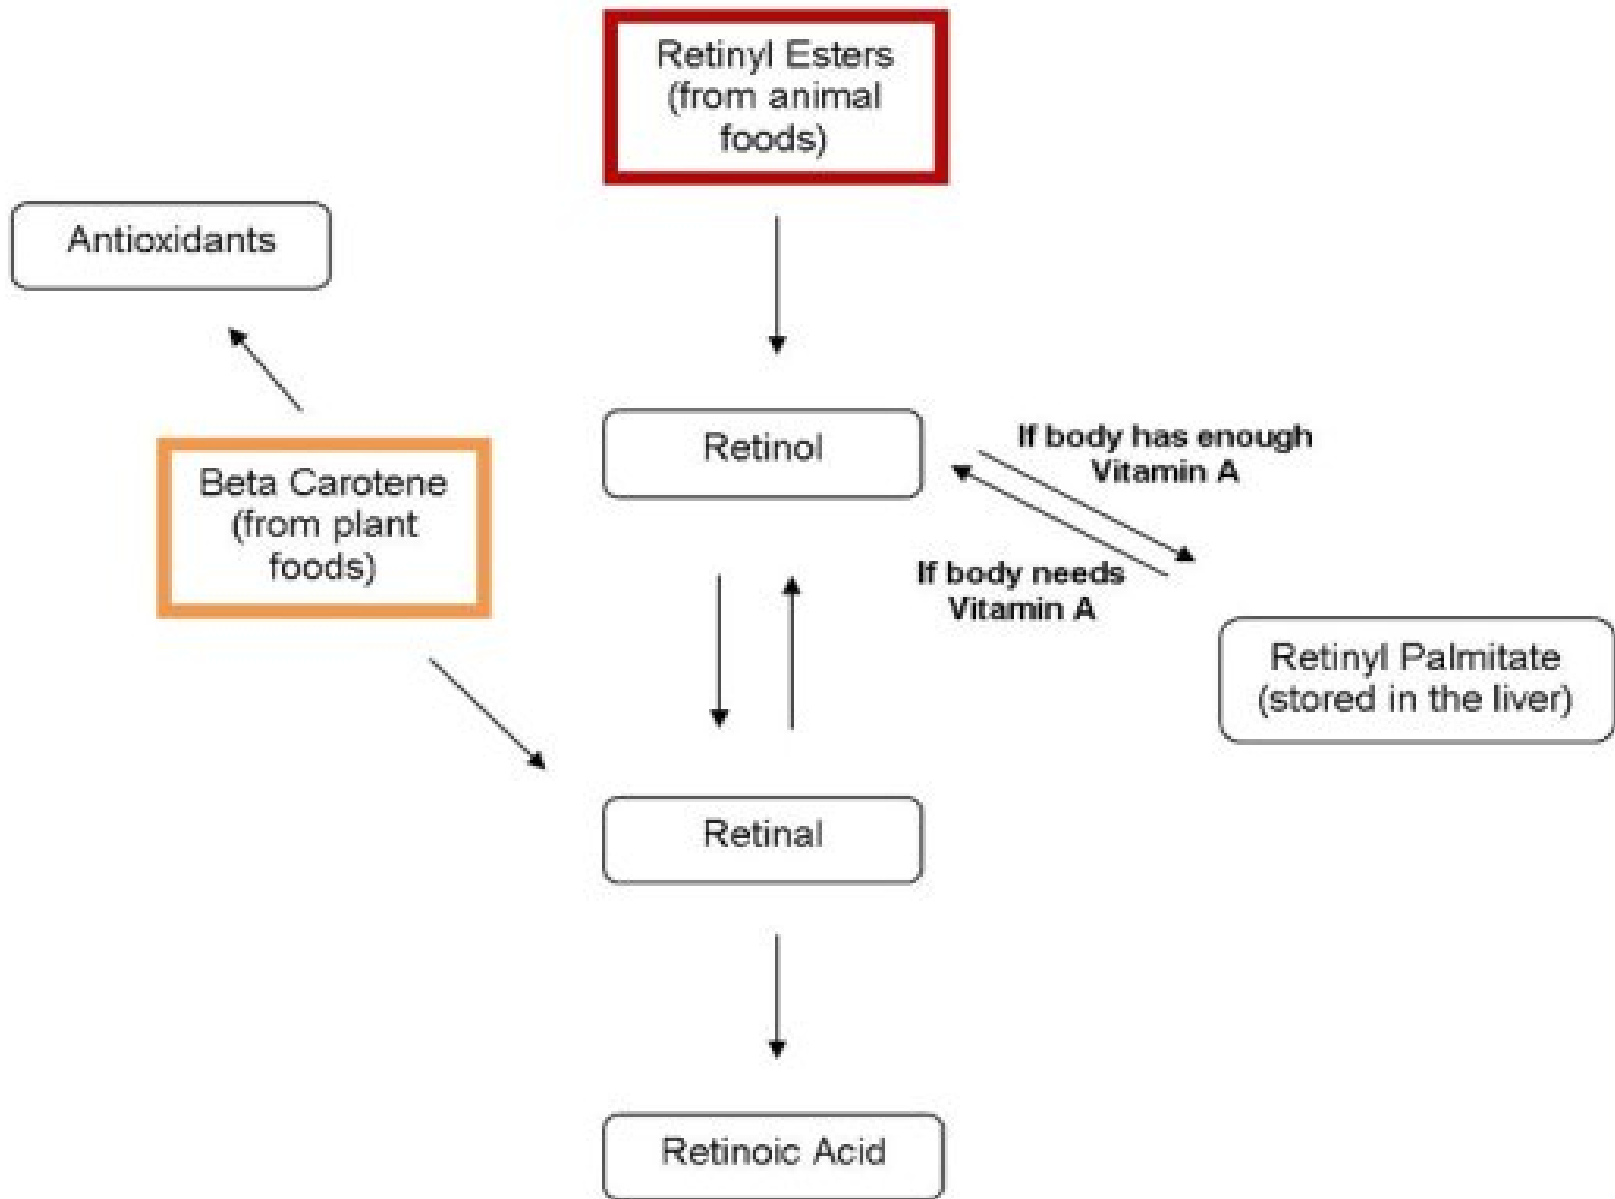 Retinyl Esters
(from animal
foods)
Antioxidants
Retinol
If body has enough
Vitamin A
Beta Carotene
(from plant
foods)
If body needs
Vitamin A
Retinyl Palmitate
(stored in the liver)
Retinal
Retinoic Acid